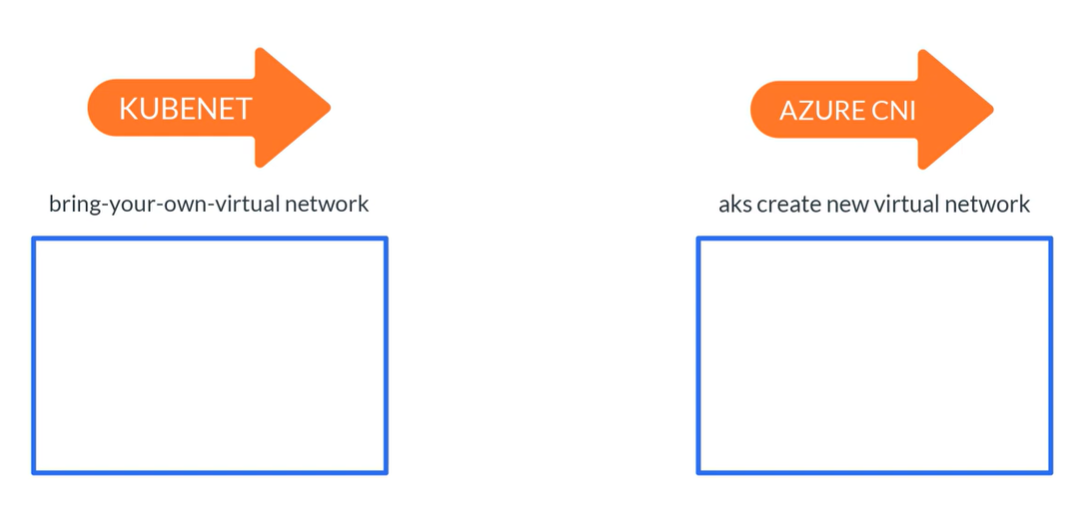 KUBENET
bring-your-own-virtual network
AZURE CNI
aks create new virtual network